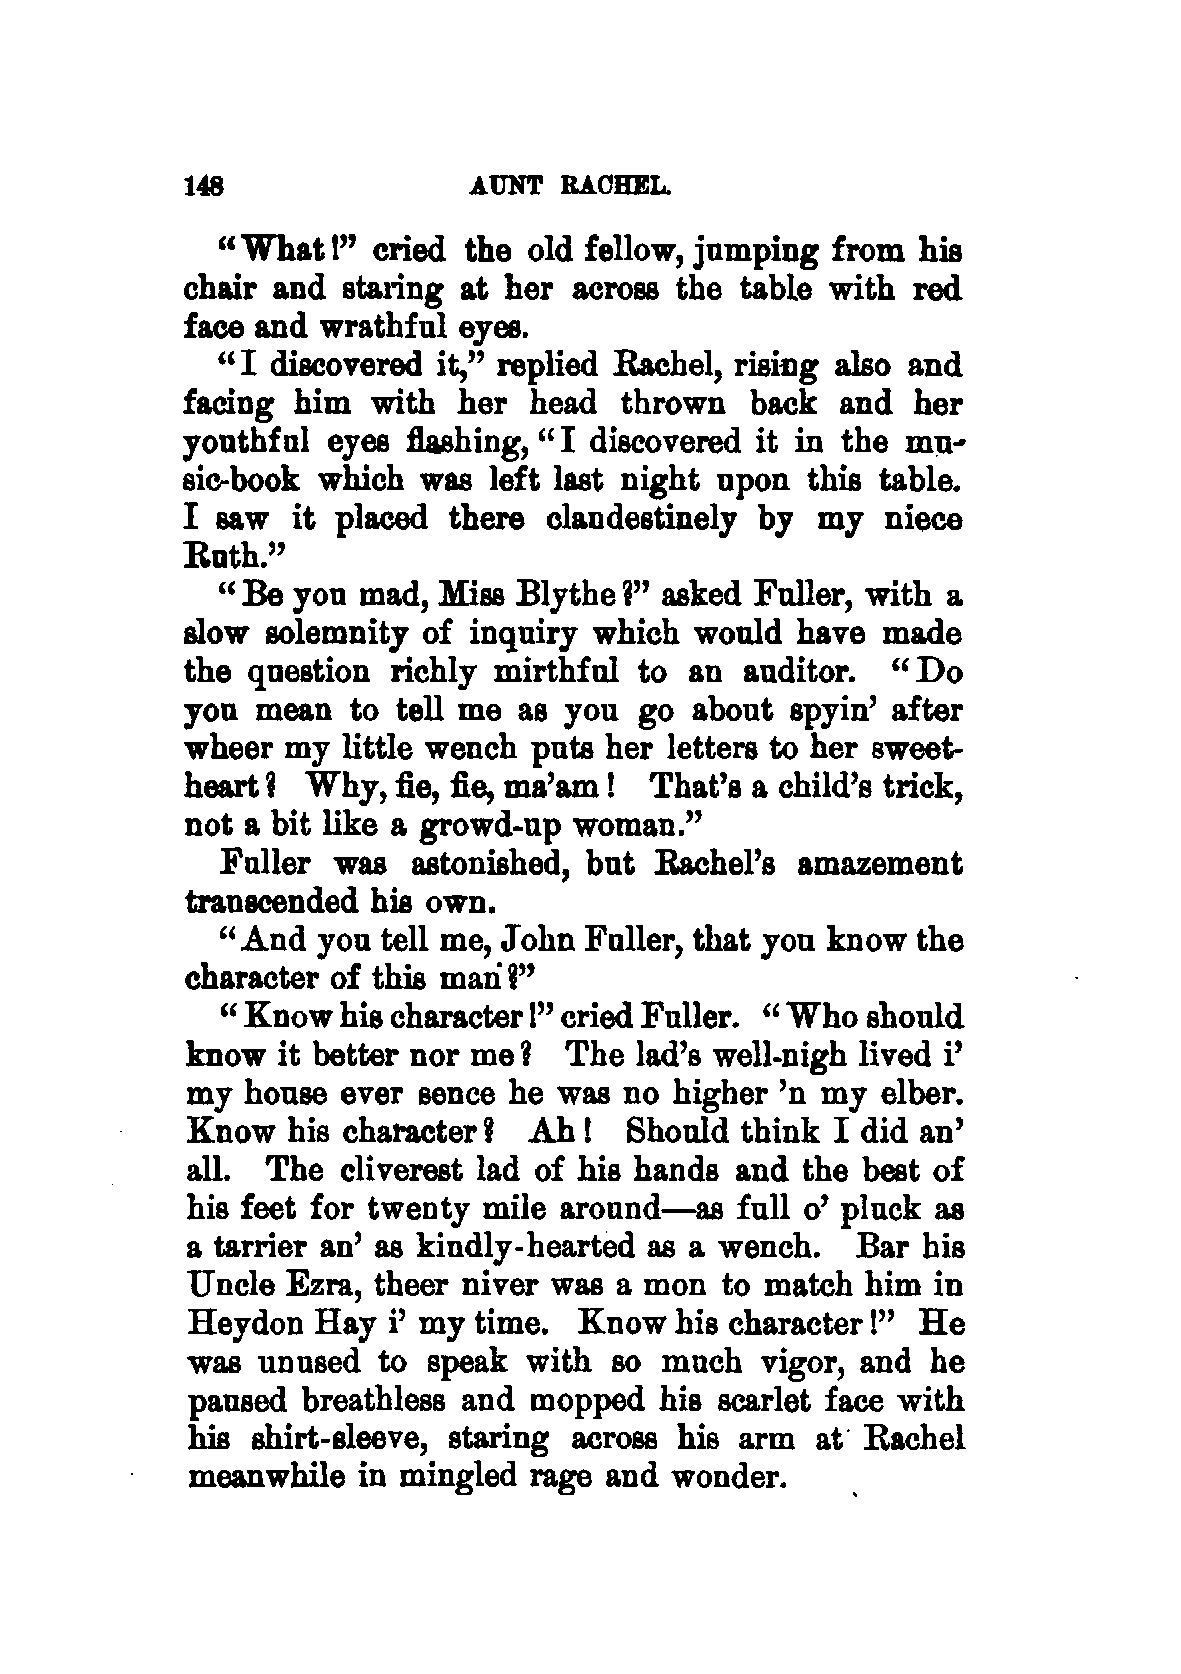 148 AUNT RACHEL.
“What!” cried the old fellow, jumping from his
chair and staring at her across the table with red
face and wrathful eyes.
“I discovered it,” replied Rachel, rising also and
facing him with her head thrown back and her
youthful eyes flashing, “I discovered it in the mu-
sic-book which was left last night upon this table.
I saw it placed there clandestinely by my niece
Ruth.”
“Be you mad, Miss Blythe?” asked Fuller, with a
slow solemnity of inquiry which would have made
the question richly mirthful to an auditor. “Do
you mean to tell me as you go about spyin’ after
wheer my little wench puts her letters to her sweet-
heart? Why, fie, fie, ma’am! That’s a child’s trick,
not a bit like a growd-up woman.”
Fuller was astonished, but Rachel’s amazement
transcended his own.
“And you tell me, John Fuller, that you know the
character of this man?”
“Know his character!” cried Fuller. “Who should
know it better nor me? The lad’s well-nigh lived i’
my house ever sence he was no higher ’n my elber.
Know his character? Ah! Should think I did an’
all. The cliverest lad of his hands and the best of
his feet for twenty mile around—as full o’ pluck as
a tarrier an’ as kindly-hearted as a wench. Bar his
Uncle Ezra, theer niver was a mon to match him in
Heydon Hay i’ my time. Know his character!” He
was unused to speak with so much vigor, and he
paused breathless and mopped his scarlet face with
his shirt-sleeve, staring across his arm at Rachel
meanwhile in mingled rage and wonder.